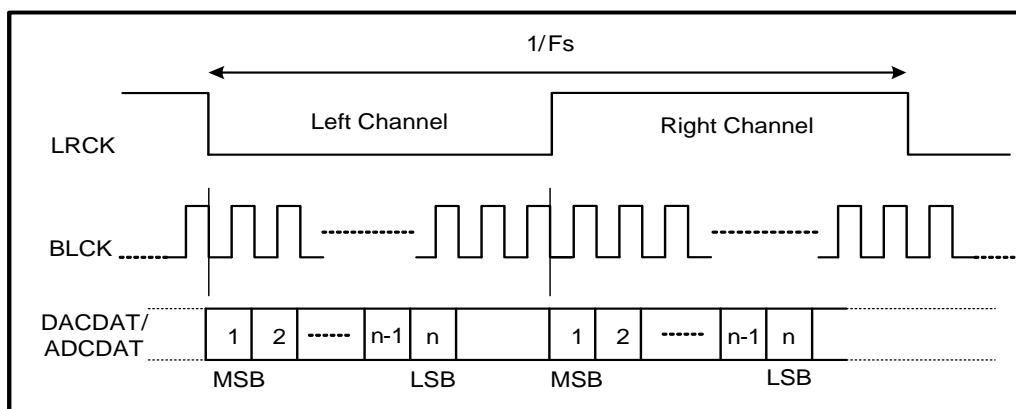 1/Fs
Left Channel
Right Channel
LRCK
BLCK
DACDAT/
ADCDAT
1 2 n-1 n 1 2 n-1 n
MSB LSB MSB LSB